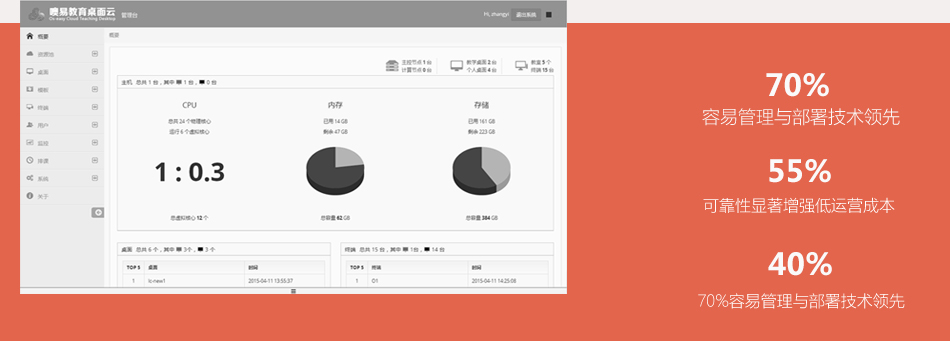 噢易教育桌面云 管理台
Os-easy Cloud Teaching Desktop
Hi, zhangyi 退出系统
概要
资源池
桌面
模板
终端
用户
监控
排课
系统
关于
概要
主控节点 1 台
计算节点 0 台
教学桌面 2 台
个人桌面 4 台
教室 5 个
终端 15 台
主机 总共 1 台，其中 1 台， 0 台
CPU
总共 24 个物理核心
运行 6 个虚拟核心
1 : 0.3
总虚拟核心 12 个
内存
已用 14 GB
剩余 47 GB
总容量 62 GB
存储
已用 161 GB
剩余 223 GB
总容量 384 GB
桌面 总共 6 个，其中 3个， 3 个
TOP 5 桌面 时间
1 lc-new1 2015-04-11 13:55:37
终端 总共 15 台，其中 1台， 14 台
TOP 5 终端 时间
1 O1 2015-04-11 14:25:08
70%
容易管理与部署技术领先
55%
可靠性显著增强低运营成本
40%
70%容易管理与部署技术领先